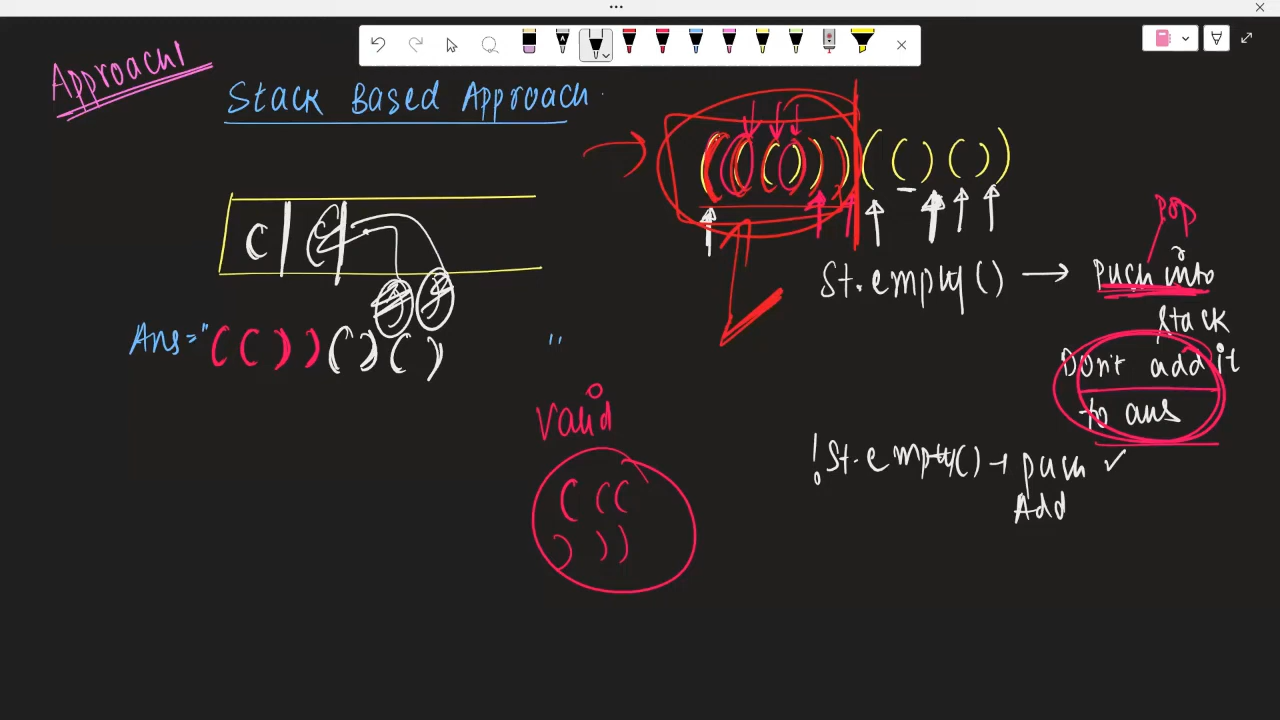 Approach1
Stack Based Approach
( ( ( ) ) ) ( ( ) ( ) )
pop
St.empty() → push into
stack
Don't add it
to ans
( (
Ans = "( ( ) ) ( ) ( ) "
valid
( ( (
) ) )
!St.empty() → push ✓
Add